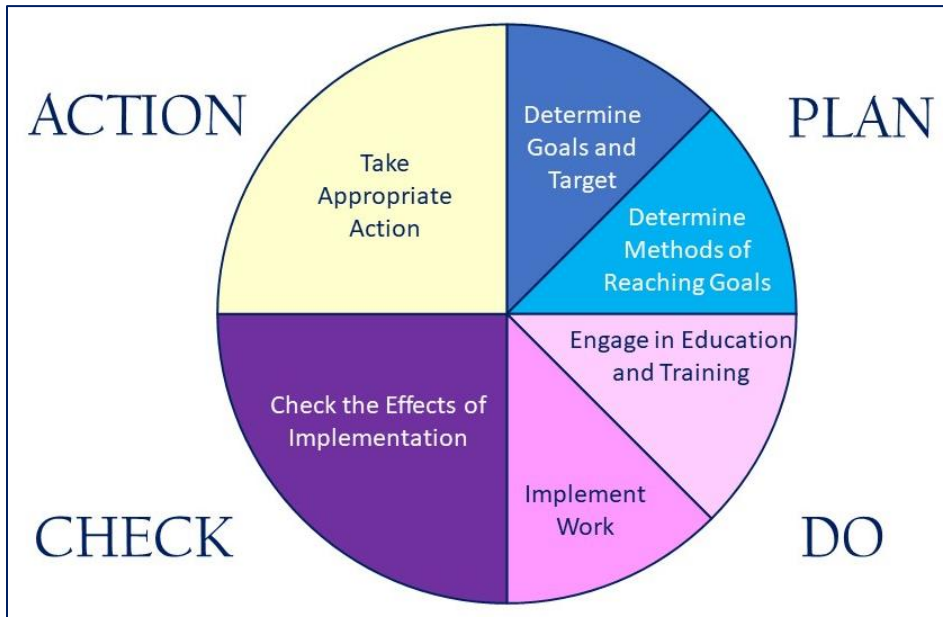 ACTION
PLAN
Determine
Goals and
Target
Determine
Methods of
Reaching Goals
Engage in Education
and Training
Implement
Work
DO
CHECK
Check the Effects of
Implementation
Take
Appropriate
Action